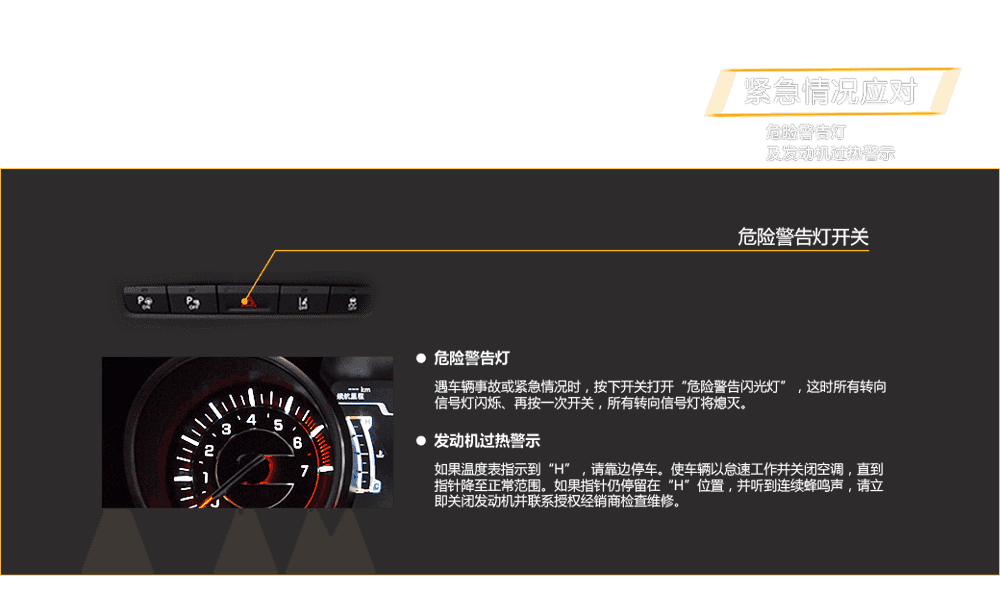 紧急情况应对
危险警告灯
及发动机过热警示
危险警告灯开关
危险警告灯
遇车辆事故或紧急情况时，按下开关打开“危险警告闪光灯”，这时所有转向
信号灯闪烁、再按一次开关，所有转向信号灯将熄灭。
发动机过热警示
如果温度表指示到“H”，请靠边停车。使车辆以怠速工作并关闭空调，直到
指针降至正常范围。如果指针仍停留在“H”位置，并听到连续蜂鸣声，请立
即关闭发动机并联系授权经销商检查维修。
P
P
OFF
--- km
续航里程
H
1
2
3
4
5
6
7